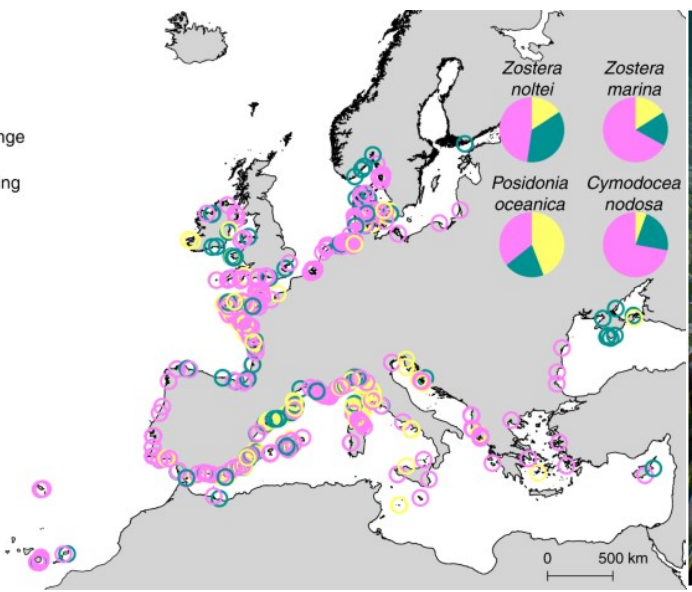 Zostera
noltei
Zostera
marina
nge
ng
Posidonia
oceanica
Cymodocea
nodosa
0 500 km